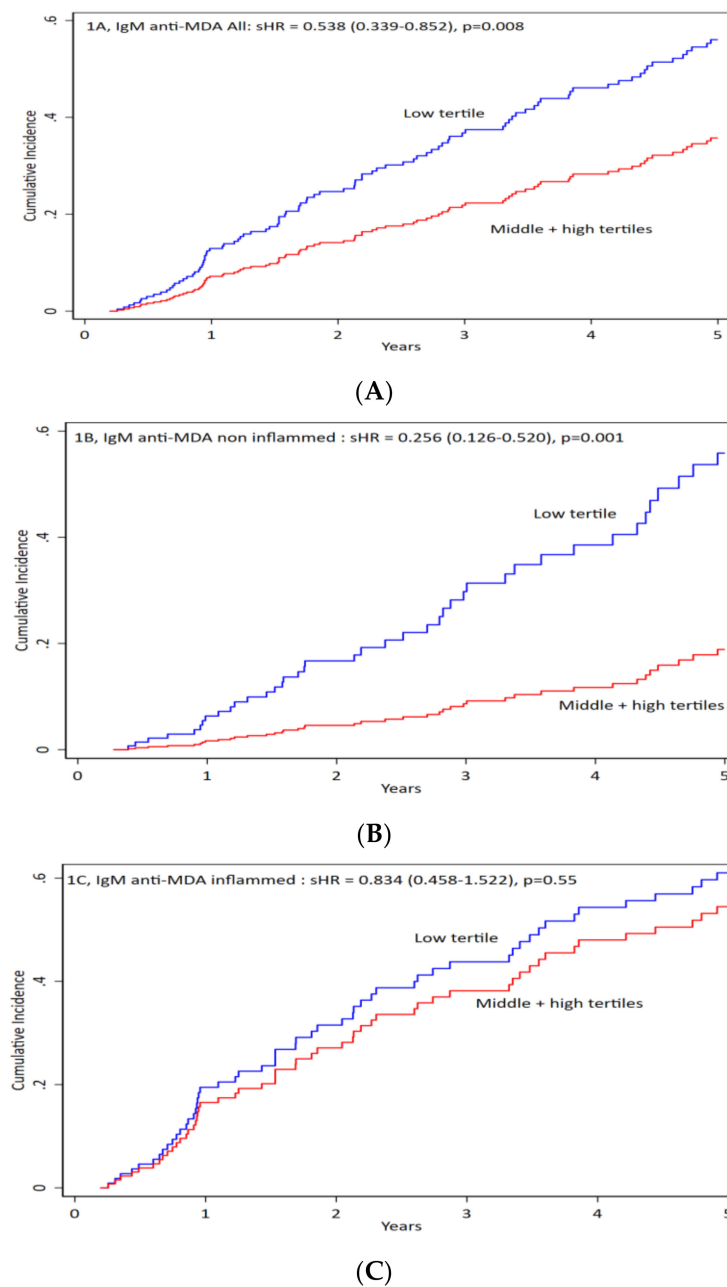 1A, IgM anti-MDA All: sHR = 0.538 (0.339-0.852), p=0.008
.6
.4
.2
0
Cumulative Incidence
Low tertile
Middle + high tertiles
0 1 2 3 4 5
Years
(A)
1B, IgM anti-MDA non inflammed : sHR = 0.256 (0.126-0.520), p=0.001
.6
.4
.2
0
Cumulative Incidence
Low tertile
Middle + high tertiles
0 1 2 3 4 5
Years
(B)
1C, IgM anti-MDA inflammed : sHR = 0.834 (0.458-1.522), p=0.55
.6
.4
.2
0
Cumulative Incidence
Low tertile
Middle + high tertiles
0 1 2 3 4 5
Years
(C)